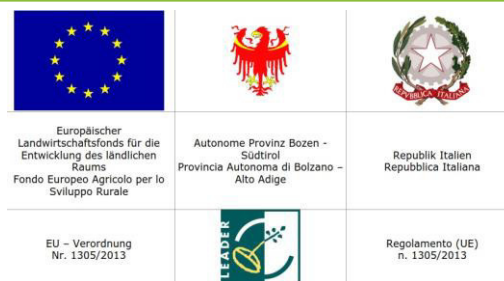 REPVBBLICA ITALIANA
Europäischer
Landwirtschaftsfonds für die
Entwicklung des ländlichen
Raums
Fondo Europeo Agricolo per lo
Sviluppo Rurale
Autonome Provinz Bozen -
Südtirol
Provincia Autonoma di Bolzano –
Alto Adige
Republik Italien
Repubblica Italiana
EU – Verordnung
Nr. 1305/2013
LEADER
Regolamento (UE)
n. 1305/2013